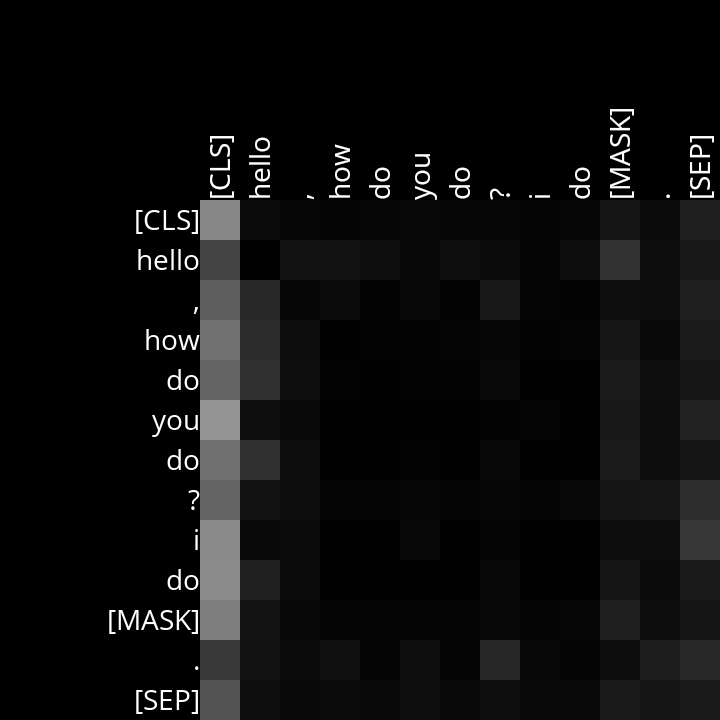 [CLS] hello , how do you do ? i do [MASK] . [SEP]
[CLS]
hello
,
how
do
you
do
?
i
do
[MASK]
.
[SEP]